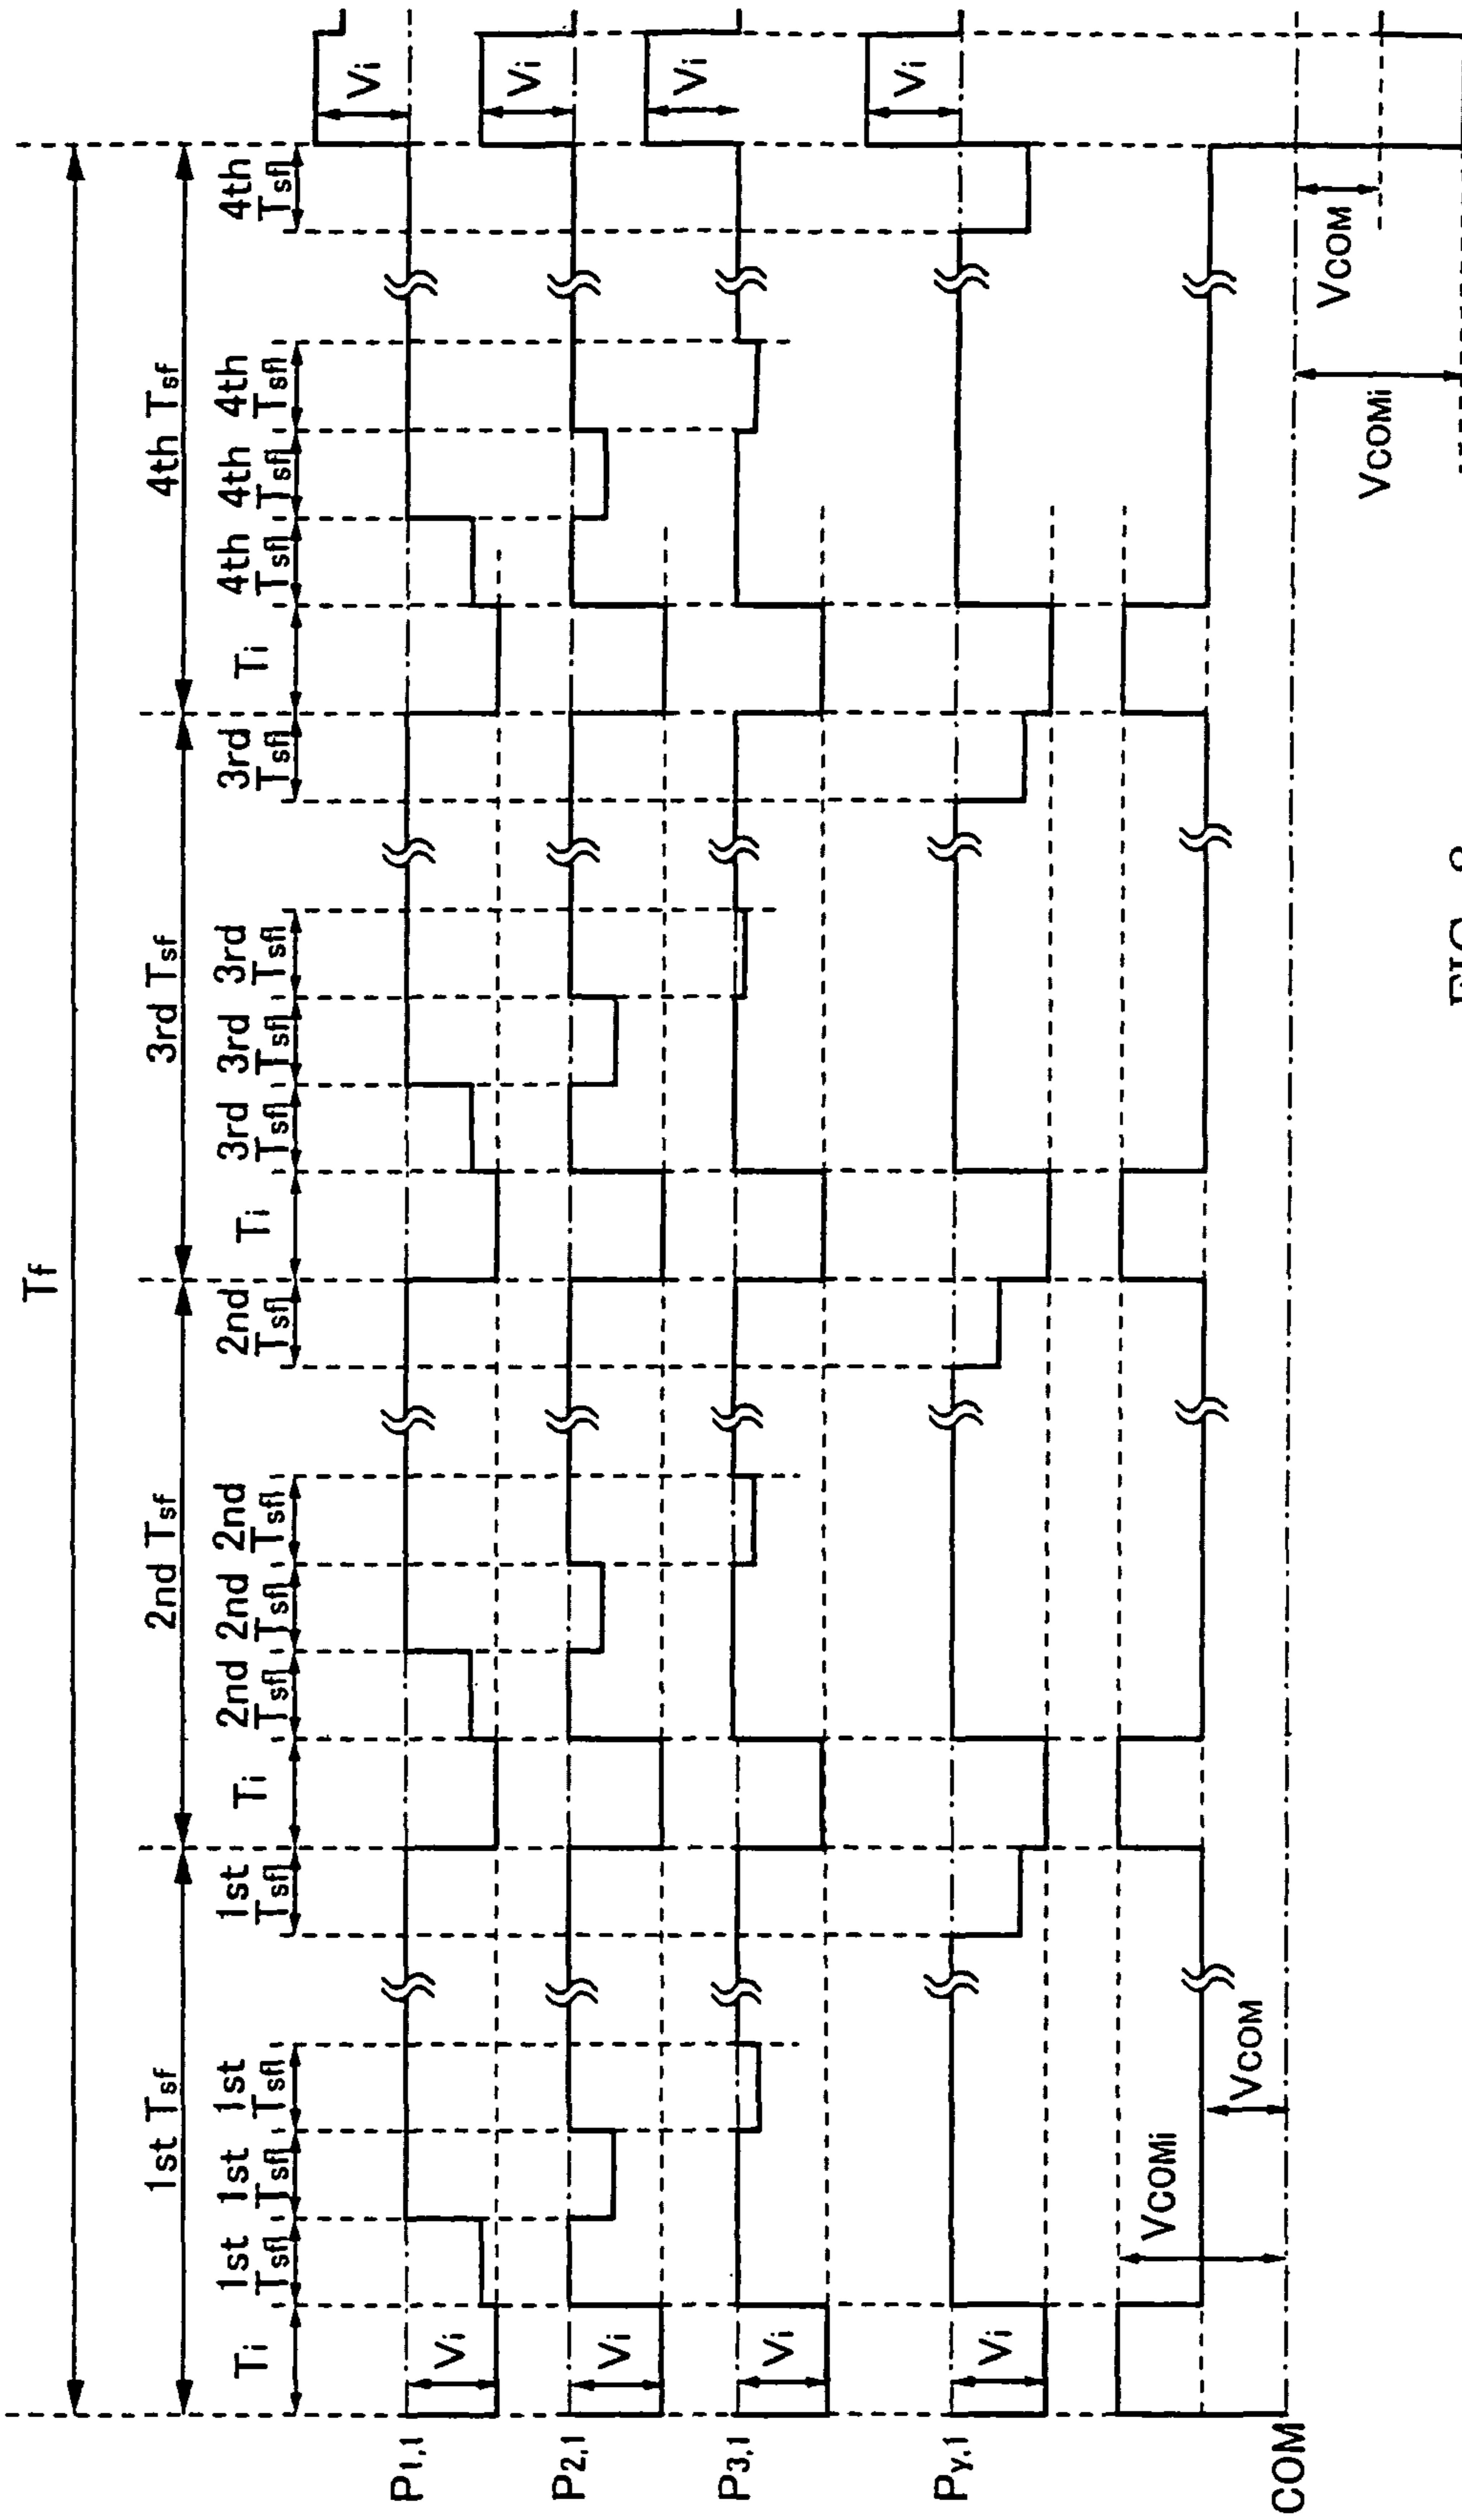 Tf
1st Tsf 2nd Tsf 3rd Tsf 4th Tsf
Ti 1st Tsfl 1st Tsfl 1st Tsfl 1st Tsfl Ti 2nd Tsfl 2nd Tsfl 2nd Tsfl 2nd Tsfl Ti 3rd Tsfl 3rd Tsfl 3rd Tsfl 3rd Tsfl Ti 4th Tsfl 4th Tsfl 4th Tsfl 4th Tsfl
P1,1 Vi Vi
P2,1 Vi Vi
P3,1 Vi Vi
Py,1 Vi Vi
VCOMi VCOM VCOMi VCOM
COM